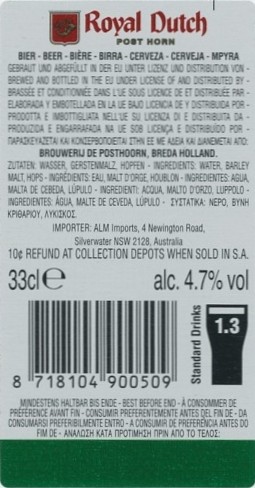 Royal Dutch
POST HORN
BIER - BEER - BIÈRE - BIRRA - CERVEZA - CERVEJA - ΜΠΥΡΑ
GEBRAUT UND ABGEFÜLLT IN DER EU UNTER LIZENZ UND DISTRIBUTION VON -
BREWED AND BOTTLED IN THE EU UNDER LICENSE OF AND DISTRIBUTED BY -
BRASSÉE ET CONDITIONNÉE DANS L'UE SOUS LICENCE DE ET DISTRIBUÉE PAR -
ELABORADA Y EMBOTELLADA EN LA UE BAJO LICENCIA DE Y DISTRIBUIDA POR
PRODOTTA E IMBOTTIGLIATA NELL'UE SU LICENZA DI E DISTRIBUITA DA -
PRODUZIDA E ENGARRAFADA NA UE SOB LICENÇA E DISTRIBUÍDO POR -
ΠΑΡΑΣΚΕΥΑΖΕΤΑΙ ΚΑΙ ΚΟΝΣΕΡΒΟΠΟΙΕΙΤΑΙ ΣΤΗΝ ΕΕ ΜΕ ΑΔΕΙΑ ΚΑΙ ΔΙΑΝΕΜΕΤΑΙ ΑΠΟ:
BROUWERIJ DE POSTHOORN, BREDA HOLLAND.
ZUTATEN: WASSER, GERSTENMALZ, HOPFEN - INGREDIENTS: WATER, BARLEY
MALT, HOPS - INGRÉDIENTS: EAU, MALT D'ORGE, HOUBLON - INGREDIENTES: AGUA,
MALTA DE CEBADA, LÚPULO - INGREDIENTI: ACQUA, MALTO D'ORZO, LUPPOLO -
INGREDIENTES: ÁGUA, MALTE DE CEVEJA, LÚPULO - ΣΥΣΤΑΤΙΚΑ: ΝΕΡΟ, ΒΥΝΗ
ΚΡΙΘΑΡΙΟΥ, ΛΥΚΙΣΚΟΣ.
IMPORTER: ALM Imports, 4 Newington Road,
Silverwater NSW 2128, Australia
10¢ REFUND AT COLLECTION DEPOTS WHEN SOLD IN S.A.
33cl e alc. 4.7% vol
Standard Drinks
1.3
8 718104 900509
MINDESTENS HALTBAR BIS ENDE - BEST BEFORE END - À CONSOMMER DE
PRÉFÉRENCE AVANT FIN - CONSUMIR PREFERENTEMENTE ANTES DEL FIN DE - DA
CONSUMARSI PREFERIBILMENTE ENTRO - A CONSUMIR DE PREFERÊNCIA ANTES DO
FIM DE - ΑΝΑΛΩΣΗ ΚΑΤΑ ΠΡΟΤΙΜΗΣΗ ΠΡΙΝ ΑΠΟ ΤΟ ΤΕΛΟΣ: